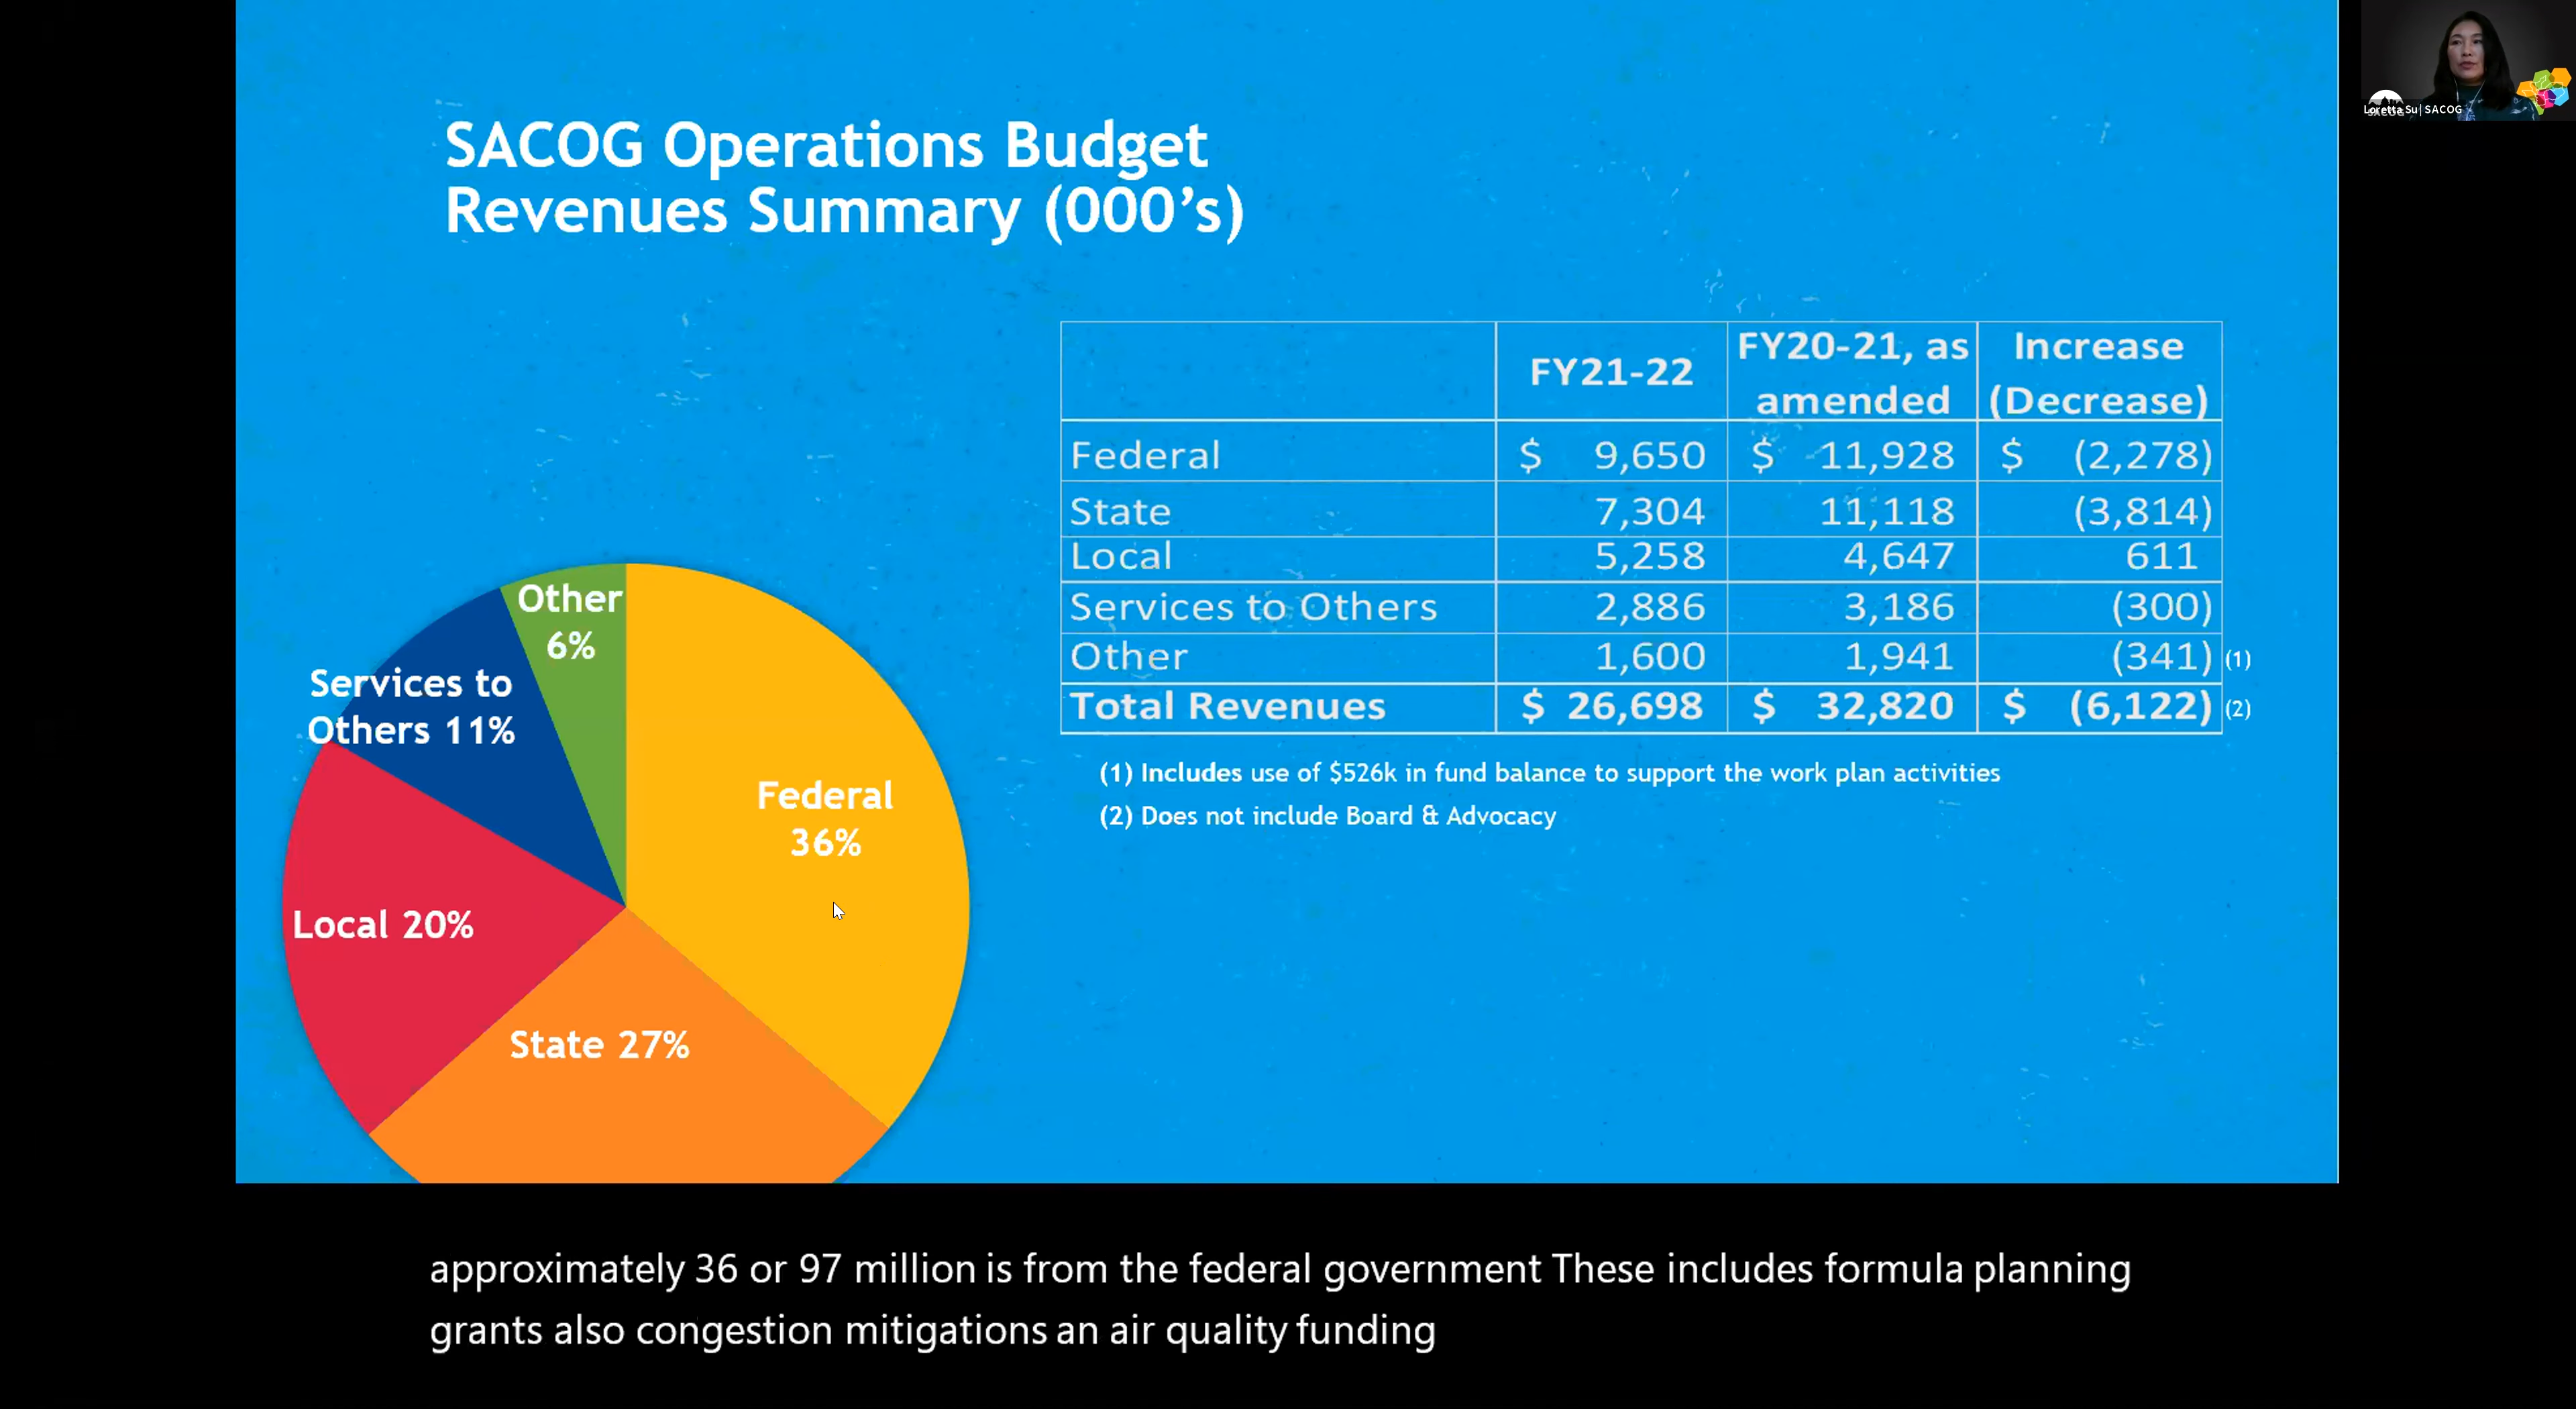 Loretta Su | SACOG
SACOG Operations Budget
Revenues Summary (000's)
FY21-22 FY20-21, as amended Increase (Decrease)
Federal $ 9,650 $ 11,928 $ (2,278)
State 7,304 11,118 (3,814)
Local 5,258 4,647 611
Services to Others 2,886 3,186 (300)
Other 1,600 1,941 (341) (1)
Total Revenues $ 26,698 $ 32,820 $ (6,122) (2)
(1) Includes use of $526k in fund balance to support the work plan activities
(2) Does not include Board & Advocacy
Other
6%
Services to
Others 11%
Federal
36%
Local 20%
State 27%
approximately 36 or 97 million is from the federal government These includes formula planning
grants also congestion mitigations an air quality funding